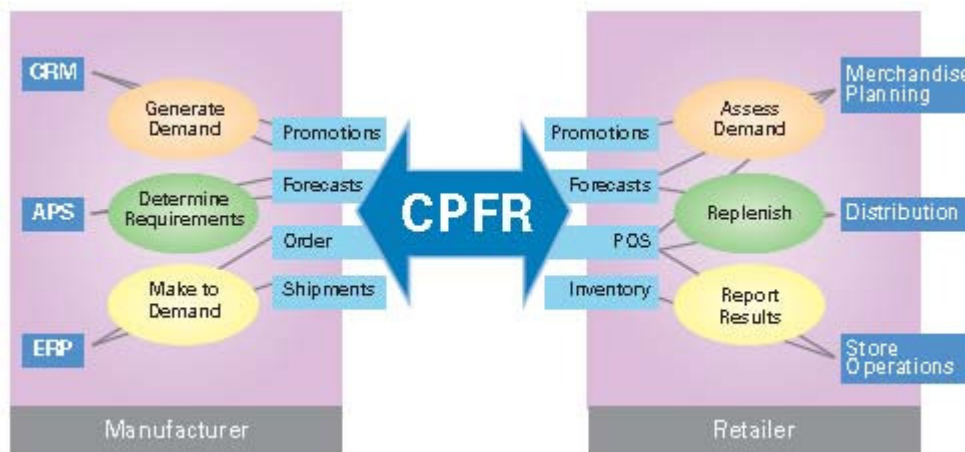 CRM
Generate
Demand
Promotions
APS
Determine
Requirements
Forecasts
Order
Make to
Demand
Shipments
ERP
Manufacturer
CPFR
Promotions
Assess
Demand
Merchandise
Planning
Forecasts
Replenish
Distribution
POS
Inventory
Report
Results
Store
Operations
Retailer